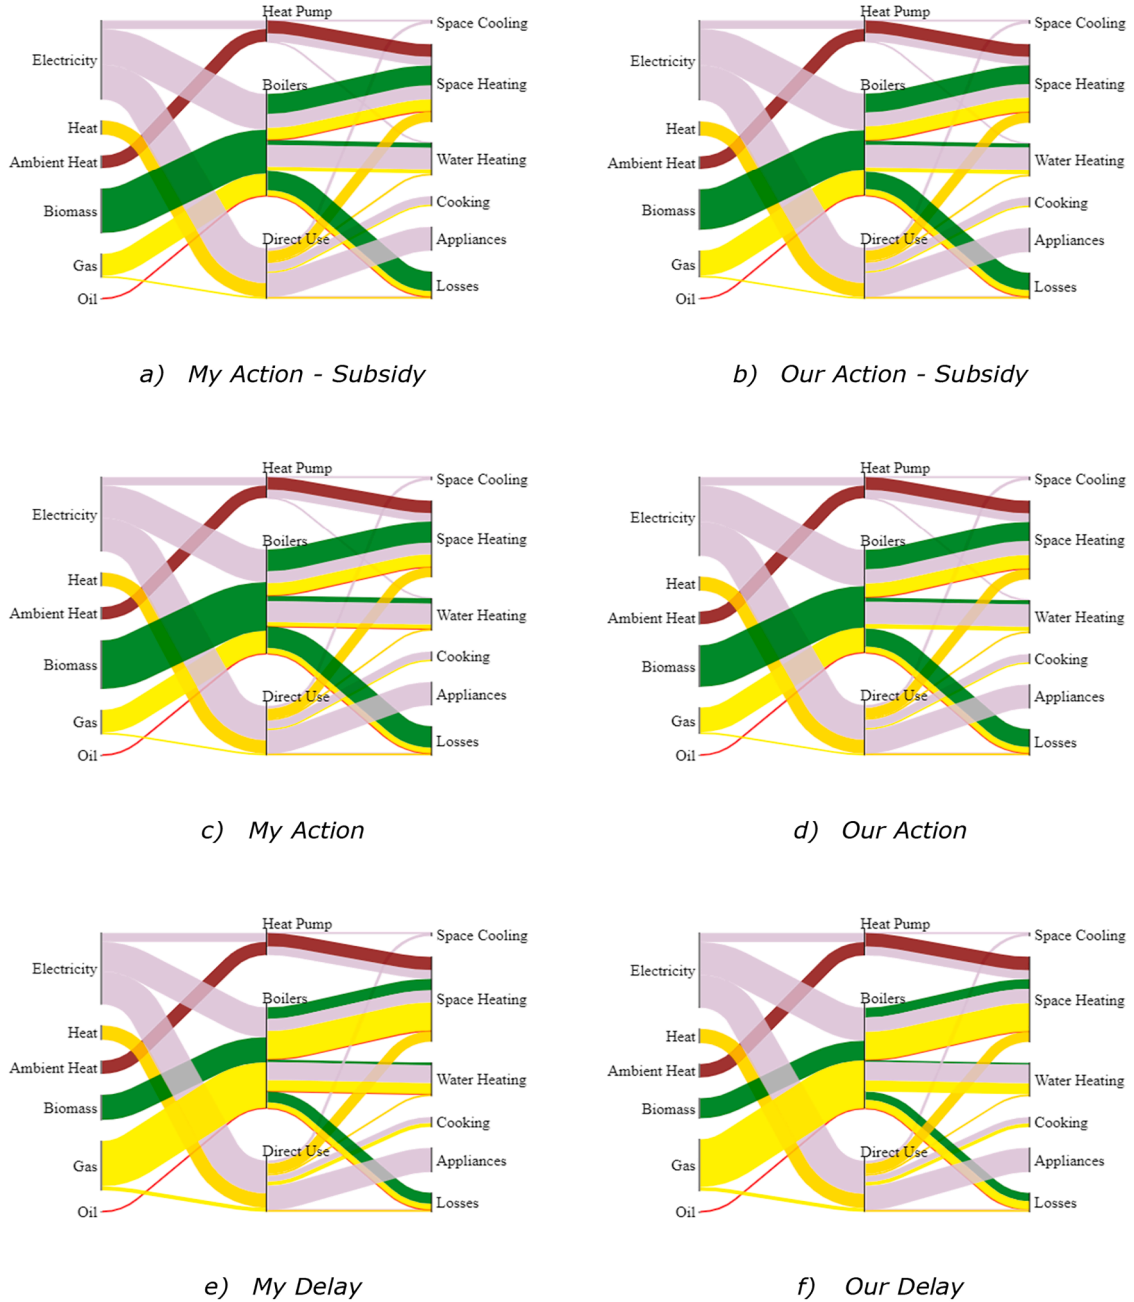 Heat Pump
Space Cooling
Electricity
Boilers
Space Heating
Heat
Ambient Heat
Water Heating
Biomass
Cooking
Direct Use
Appliances
Gas
Losses
Oil
a) My Action - Subsidy
Heat Pump
Space Cooling
Electricity
Boilers
Space Heating
Heat
Ambient Heat
Water Heating
Biomass
Cooking
Direct Use
Appliances
Gas
Losses
Oil
b) Our Action - Subsidy
Heat Pump
Space Cooling
Electricity
Boilers
Space Heating
Heat
Ambient Heat
Water Heating
Biomass
Cooking
Direct Use
Appliances
Gas
Losses
Oil
c) My Action
Heat Pump
Space Cooling
Electricity
Boilers
Space Heating
Heat
Ambient Heat
Water Heating
Biomass
Cooking
Direct Use
Appliances
Gas
Losses
Oil
d) Our Action
Heat Pump
Space Cooling
Electricity
Boilers
Space Heating
Heat
Ambient Heat
Water Heating
Biomass
Cooking
Direct Use
Appliances
Gas
Losses
Oil
e) My Delay
Heat Pump
Space Cooling
Electricity
Boilers
Space Heating
Heat
Ambient Heat
Water Heating
Biomass
Cooking
Direct Use
Appliances
Gas
Losses
Oil
f) Our Delay